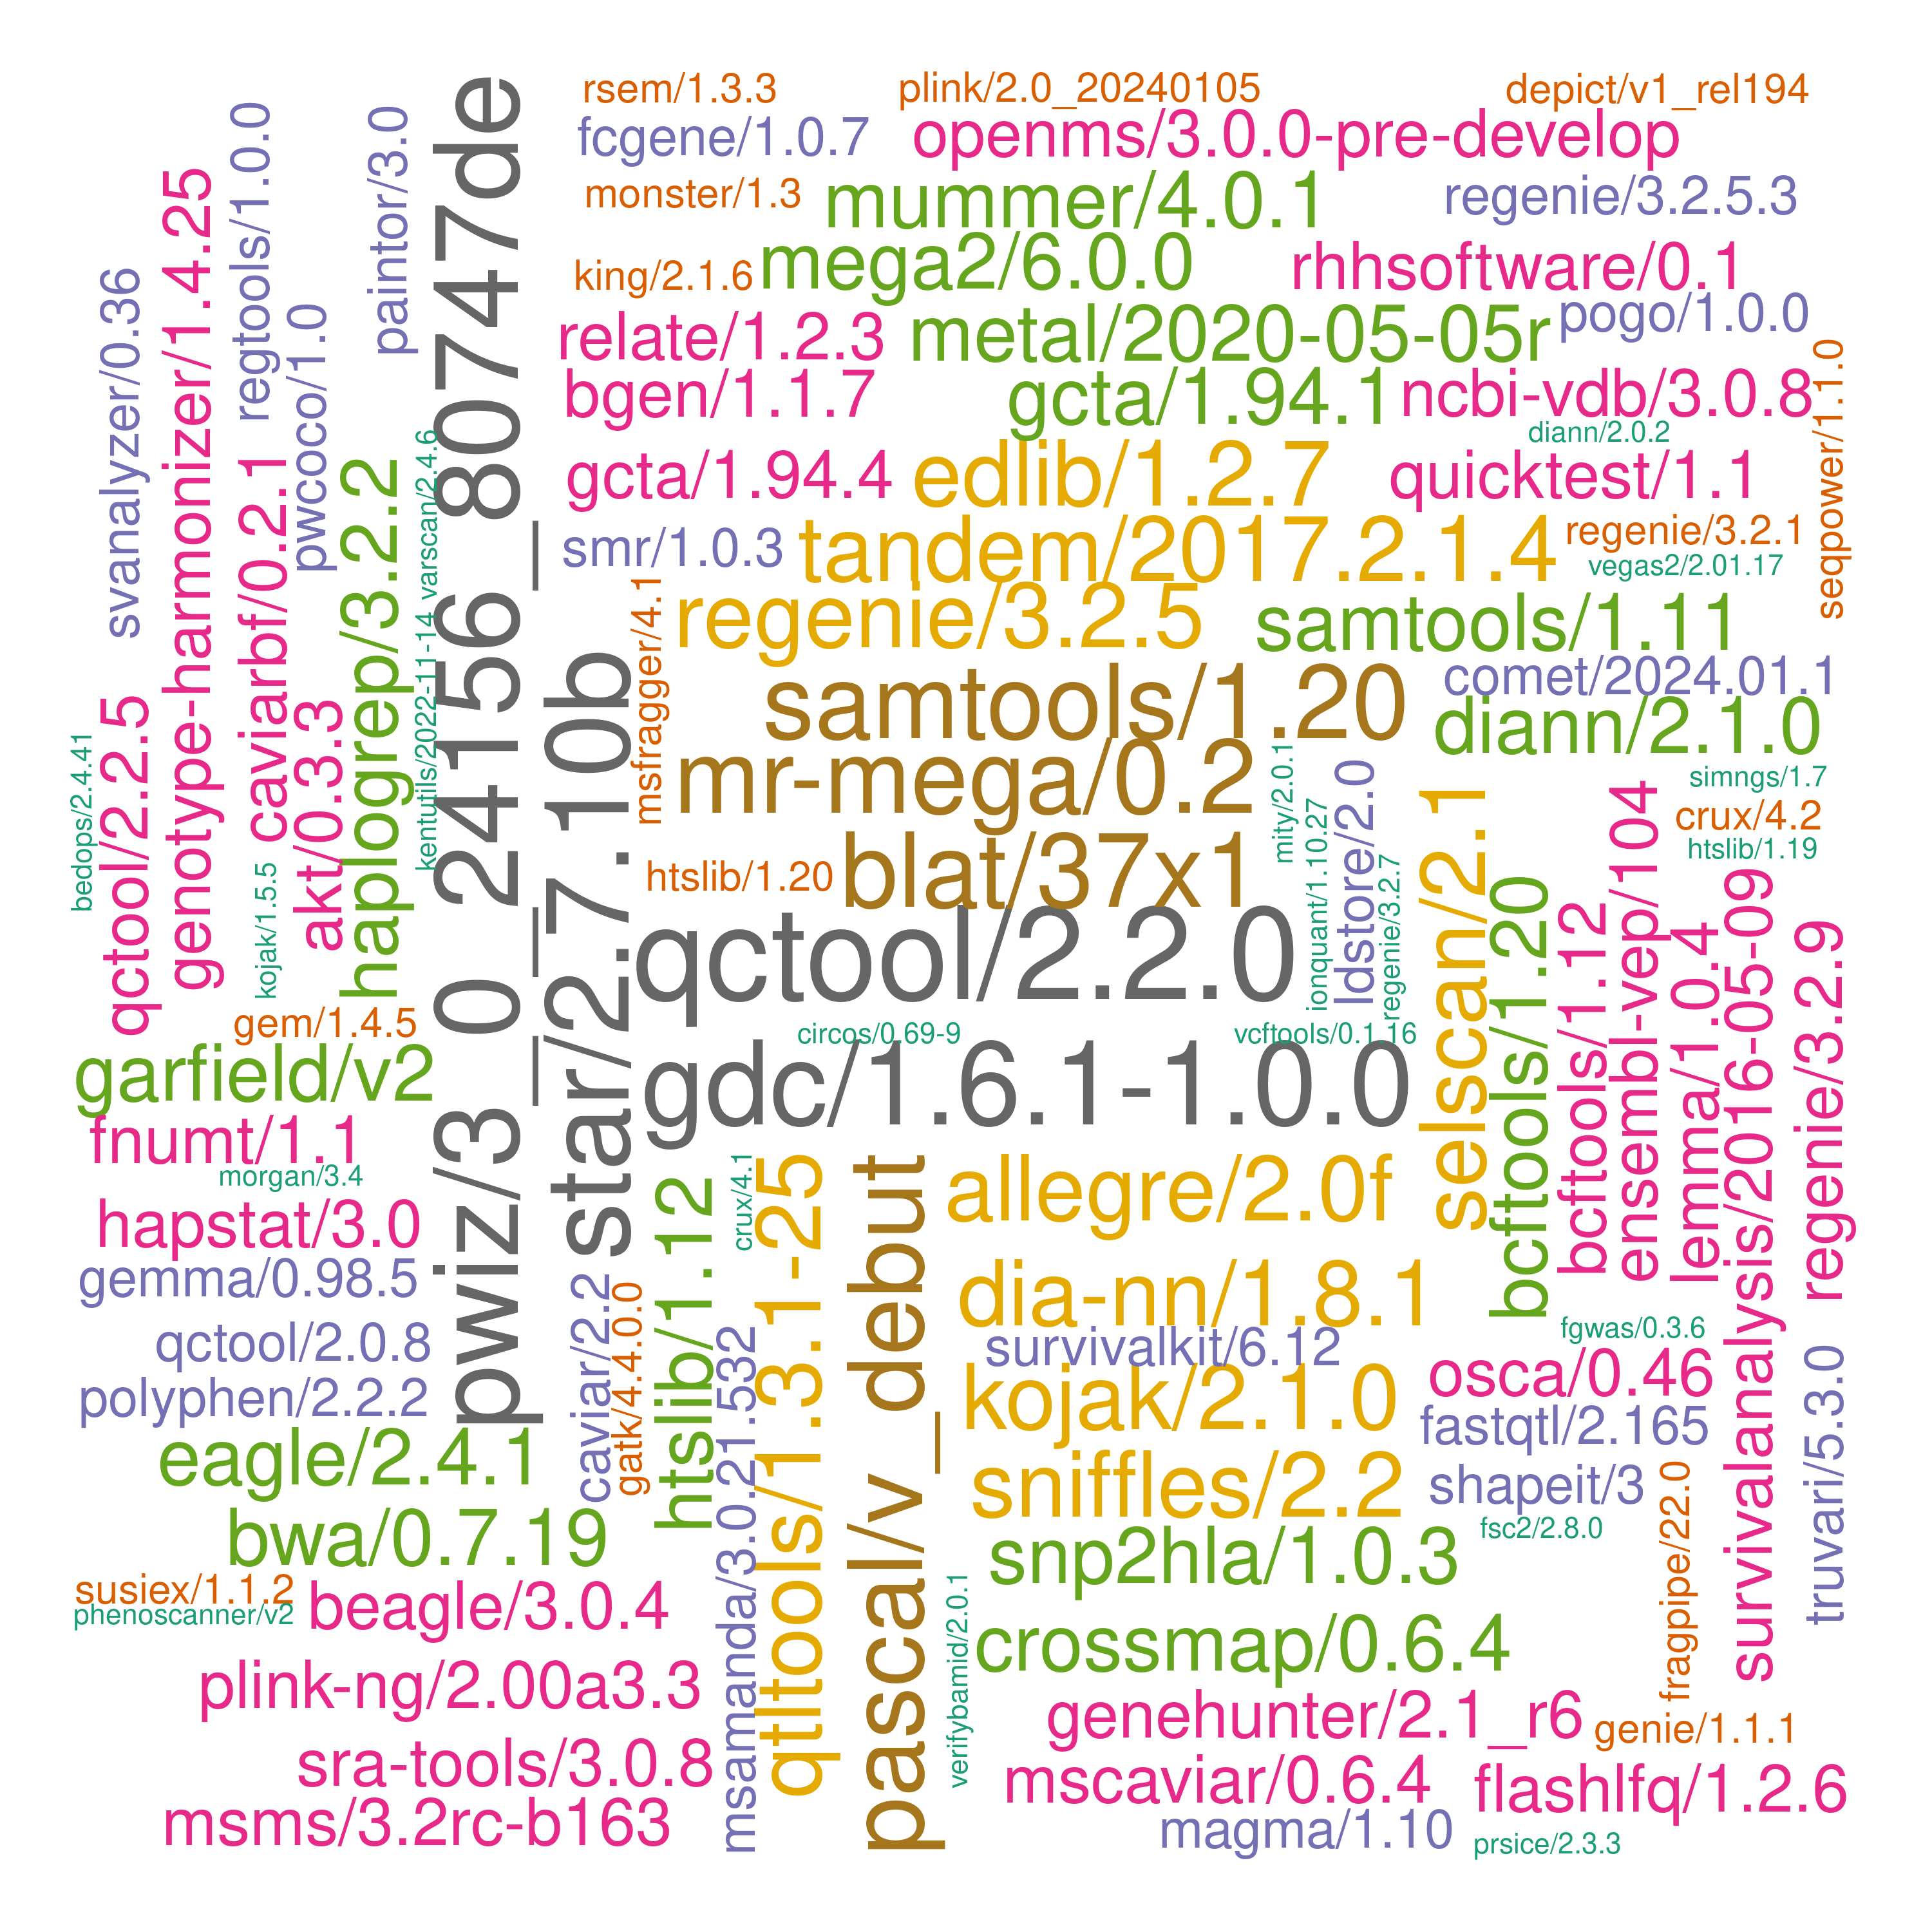 rsem/1.3.3
plink/2.0_20240105
depict/v1_rel194
fcgene/1.0.7
openms/3.0.0-pre-develop
monster/1.3
mummer/4.0.1
regenie/3.2.5.3
king/2.1.6
mega2/6.0.0
rhhsoftware/0.1
relate/1.2.3
metal/2020-05-05r
pogo/1.0.0
bgen/1.1.7
gcta/1.94.1
ncbi-vdb/3.0.8
diann/2.0.2
gcta/1.94.4
edlib/1.2.7
quicktest/1.1
seqpower/1.1.0
smr/1.0.3
tandem/2017.2.1.4
regenie/3.2.1
vegas2/2.01.17
regenie/3.2.5
samtools/1.11
samtools/1.20
comet/2024.01.1
diann/2.1.0
mr-mega/0.2
simngs/1.7
crux/4.2
htslib/1.19
htslib/1.20
blat/37x1
qctool/2.2.0
circos/0.69-9
vcftools/0.1.16
gdc/1.6.1-1.0.0
svanalyzer/0.36
genotype-harmonizer/1.4.25
regtools/1.0.0
pwcoco/1.0
paintor/3.0
pwiz/3_0_24156_80747de
varscan/2.4.6
kentutils/2022-11-14
haplogrep/3.2.2
caviarbf/0.2.1
akt/0.3.3
qctool/2.2.5
bedops/2.4.41
kojak/1.5.5
star/2.7.10b
msfragger/4.1
mity/2.0.1
ionquant/1.10.27
ldstore/2.0
regenie/3.2.7
selscan/2.1
bcftools/1.20
bcftools/1.12
ensembl-vep/104
lemma/1.0.4
survivalanalysis/2016-05-09
regenie/3.2.9
gem/1.4.5
garfield/v2
fnumt/1.1
morgan/3.4
hapstat/3.0
gemma/0.98.5
qctool/2.0.8
polyphen/2.2.2
eagle/2.4.1
bwa/0.7.19
susiex/1.1.2
phenoscanner/v2
beagle/3.0.4
plink-ng/2.00a3.3
sra-tools/3.0.8
msms/3.2rc-b163
caviar/2.2
gatk/4.4.0.0
htslib/1.12
crux/4.1
msamanda/3.0.21.532
qtltools/1.3.1-25
pascal/v_debut
verifybamid/2.0.1
allegre/2.0f
dia-nn/1.8.1
survivalkit/6.12
kojak/2.1.0
sniffles/2.2
snp2hla/1.0.3
crossmap/0.6.4
genehunter/2.1_r6
mscaviar/0.6.4
magma/1.10
fgwas/0.3.6
osca/0.46
fastqtl/2.165
shapeit/3
fsc2/2.8.0
fragpipe/22.0
truvari/5.3.0
genie/1.1.1
flashlfq/1.2.6
prsice/2.3.3